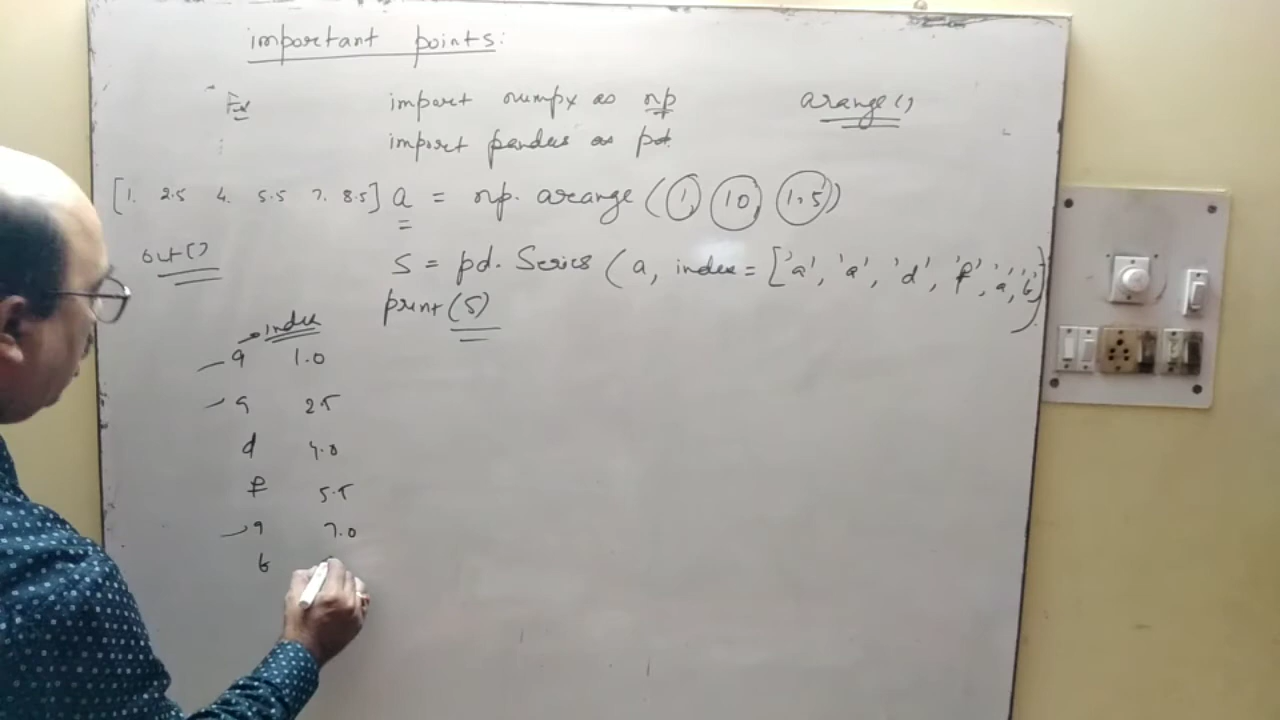 important points:
Ex import numpy as np arange()
import pandas as pd
[1. 2.5 4. 5.5 7. 8.5] a = np. arange (1, 10, 1.5)
out() S = pd. Series (a, index = ['a', 'a', 'd', 'f', 'a', 'b'])
print (S)
index
a 1.0
a 2.5
d 4.0
f 5.5
a 7.0
b